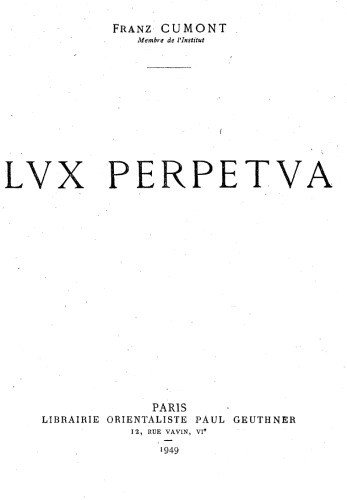 FRANZ CUMONT
Membre de l'Institut
LVX PERPETVA
PARIS
LIBRAIRIE ORIENTALISTE PAUL GEUTHNER
12, RUE VAVIN, VIᵉ
1949